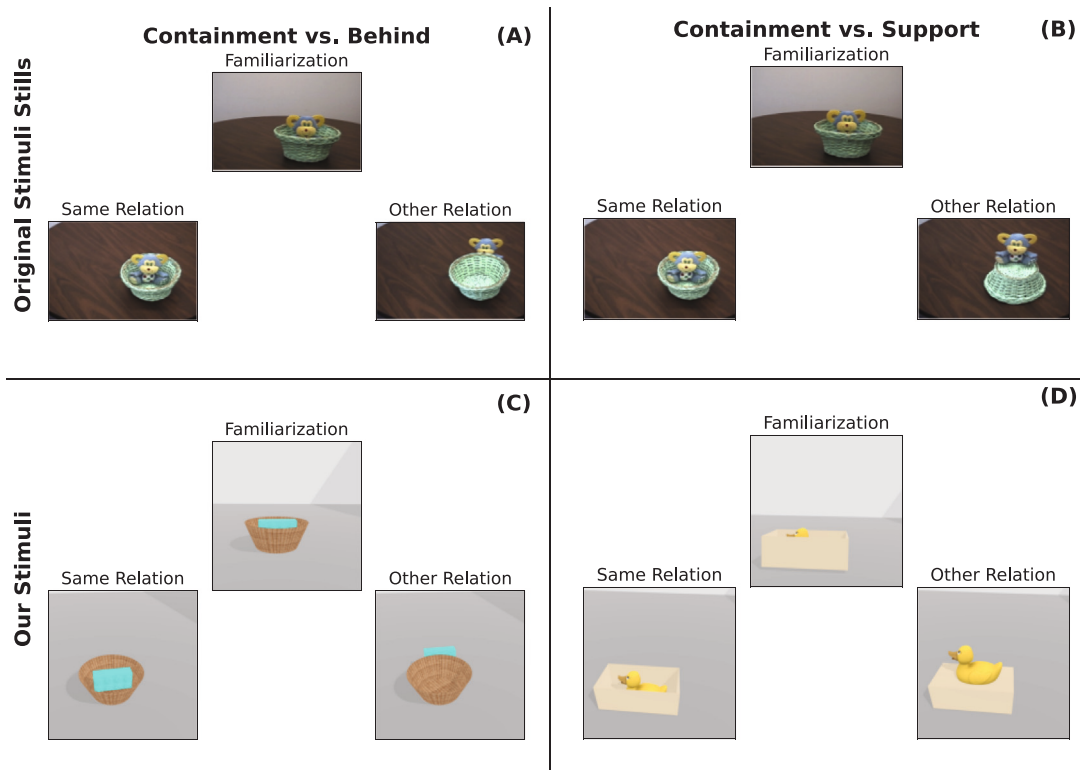 Containment vs. Behind
(A)
Familiarization
Same Relation
Other Relation
Original Stimuli Stills
Containment vs. Support
(B)
Familiarization
Same Relation
Other Relation
(C)
Familiarization
Same Relation
Other Relation
Our Stimuli
(D)
Familiarization
Same Relation
Other Relation